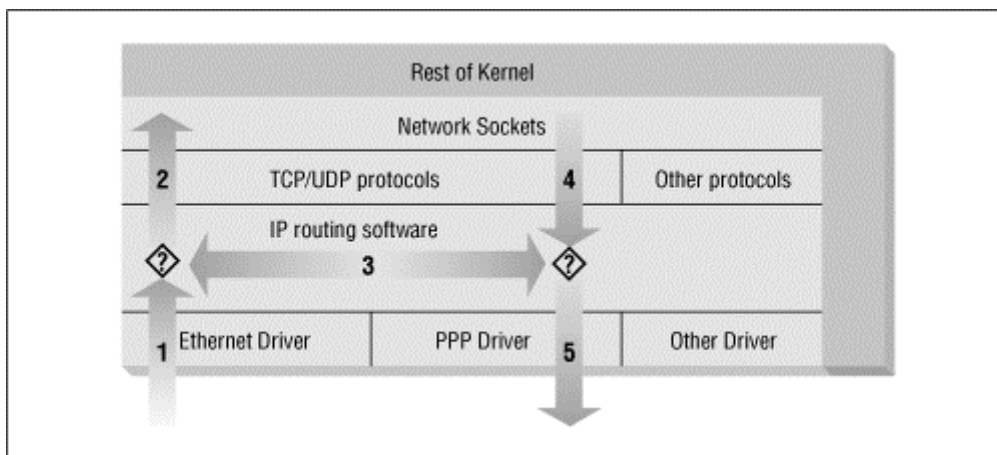 Rest of Kernel
Network Sockets
2
TCP/UDP protocols
4
Other protocols
IP routing software
?
3
?
1
Ethernet Driver
PPP Driver
5
Other Driver